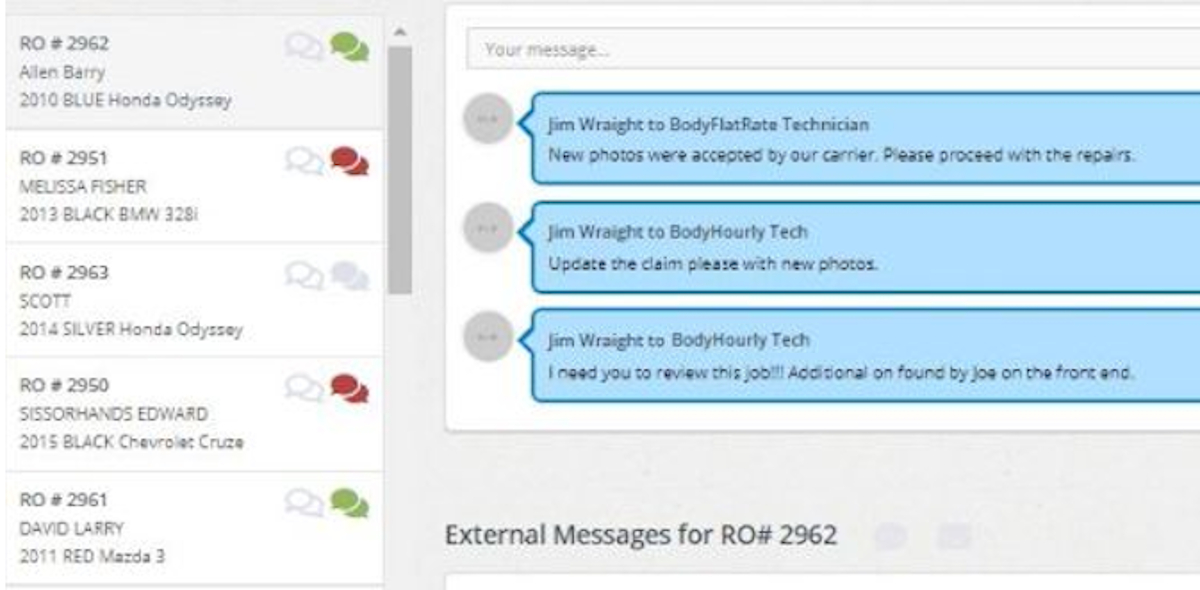 RO # 2962
Allen Barry
2010 BLUE Honda Odyssey
RO # 2951
MELISSA FISHER
2013 BLACK BMW 328i
RO # 2963
SCOTT
2014 SILVER Honda Odyssey
RO # 2950
SISSORHANDS EDWARD
2015 BLACK Chevrolet Cruze
RO # 2961
DAVID LARRY
2011 RED Mazda 3
Your message...
Jim Wraight to BodyFlatRate Technician
New photos were accepted by our carrier. Please proceed with the repairs.
Jim Wraight to BodyHourly Tech
Update the claim please with new photos.
Jim Wraight to BodyHourly Tech
I need you to review this job!!! Additional on found by Joe on the front end.
External Messages for RO# 2962